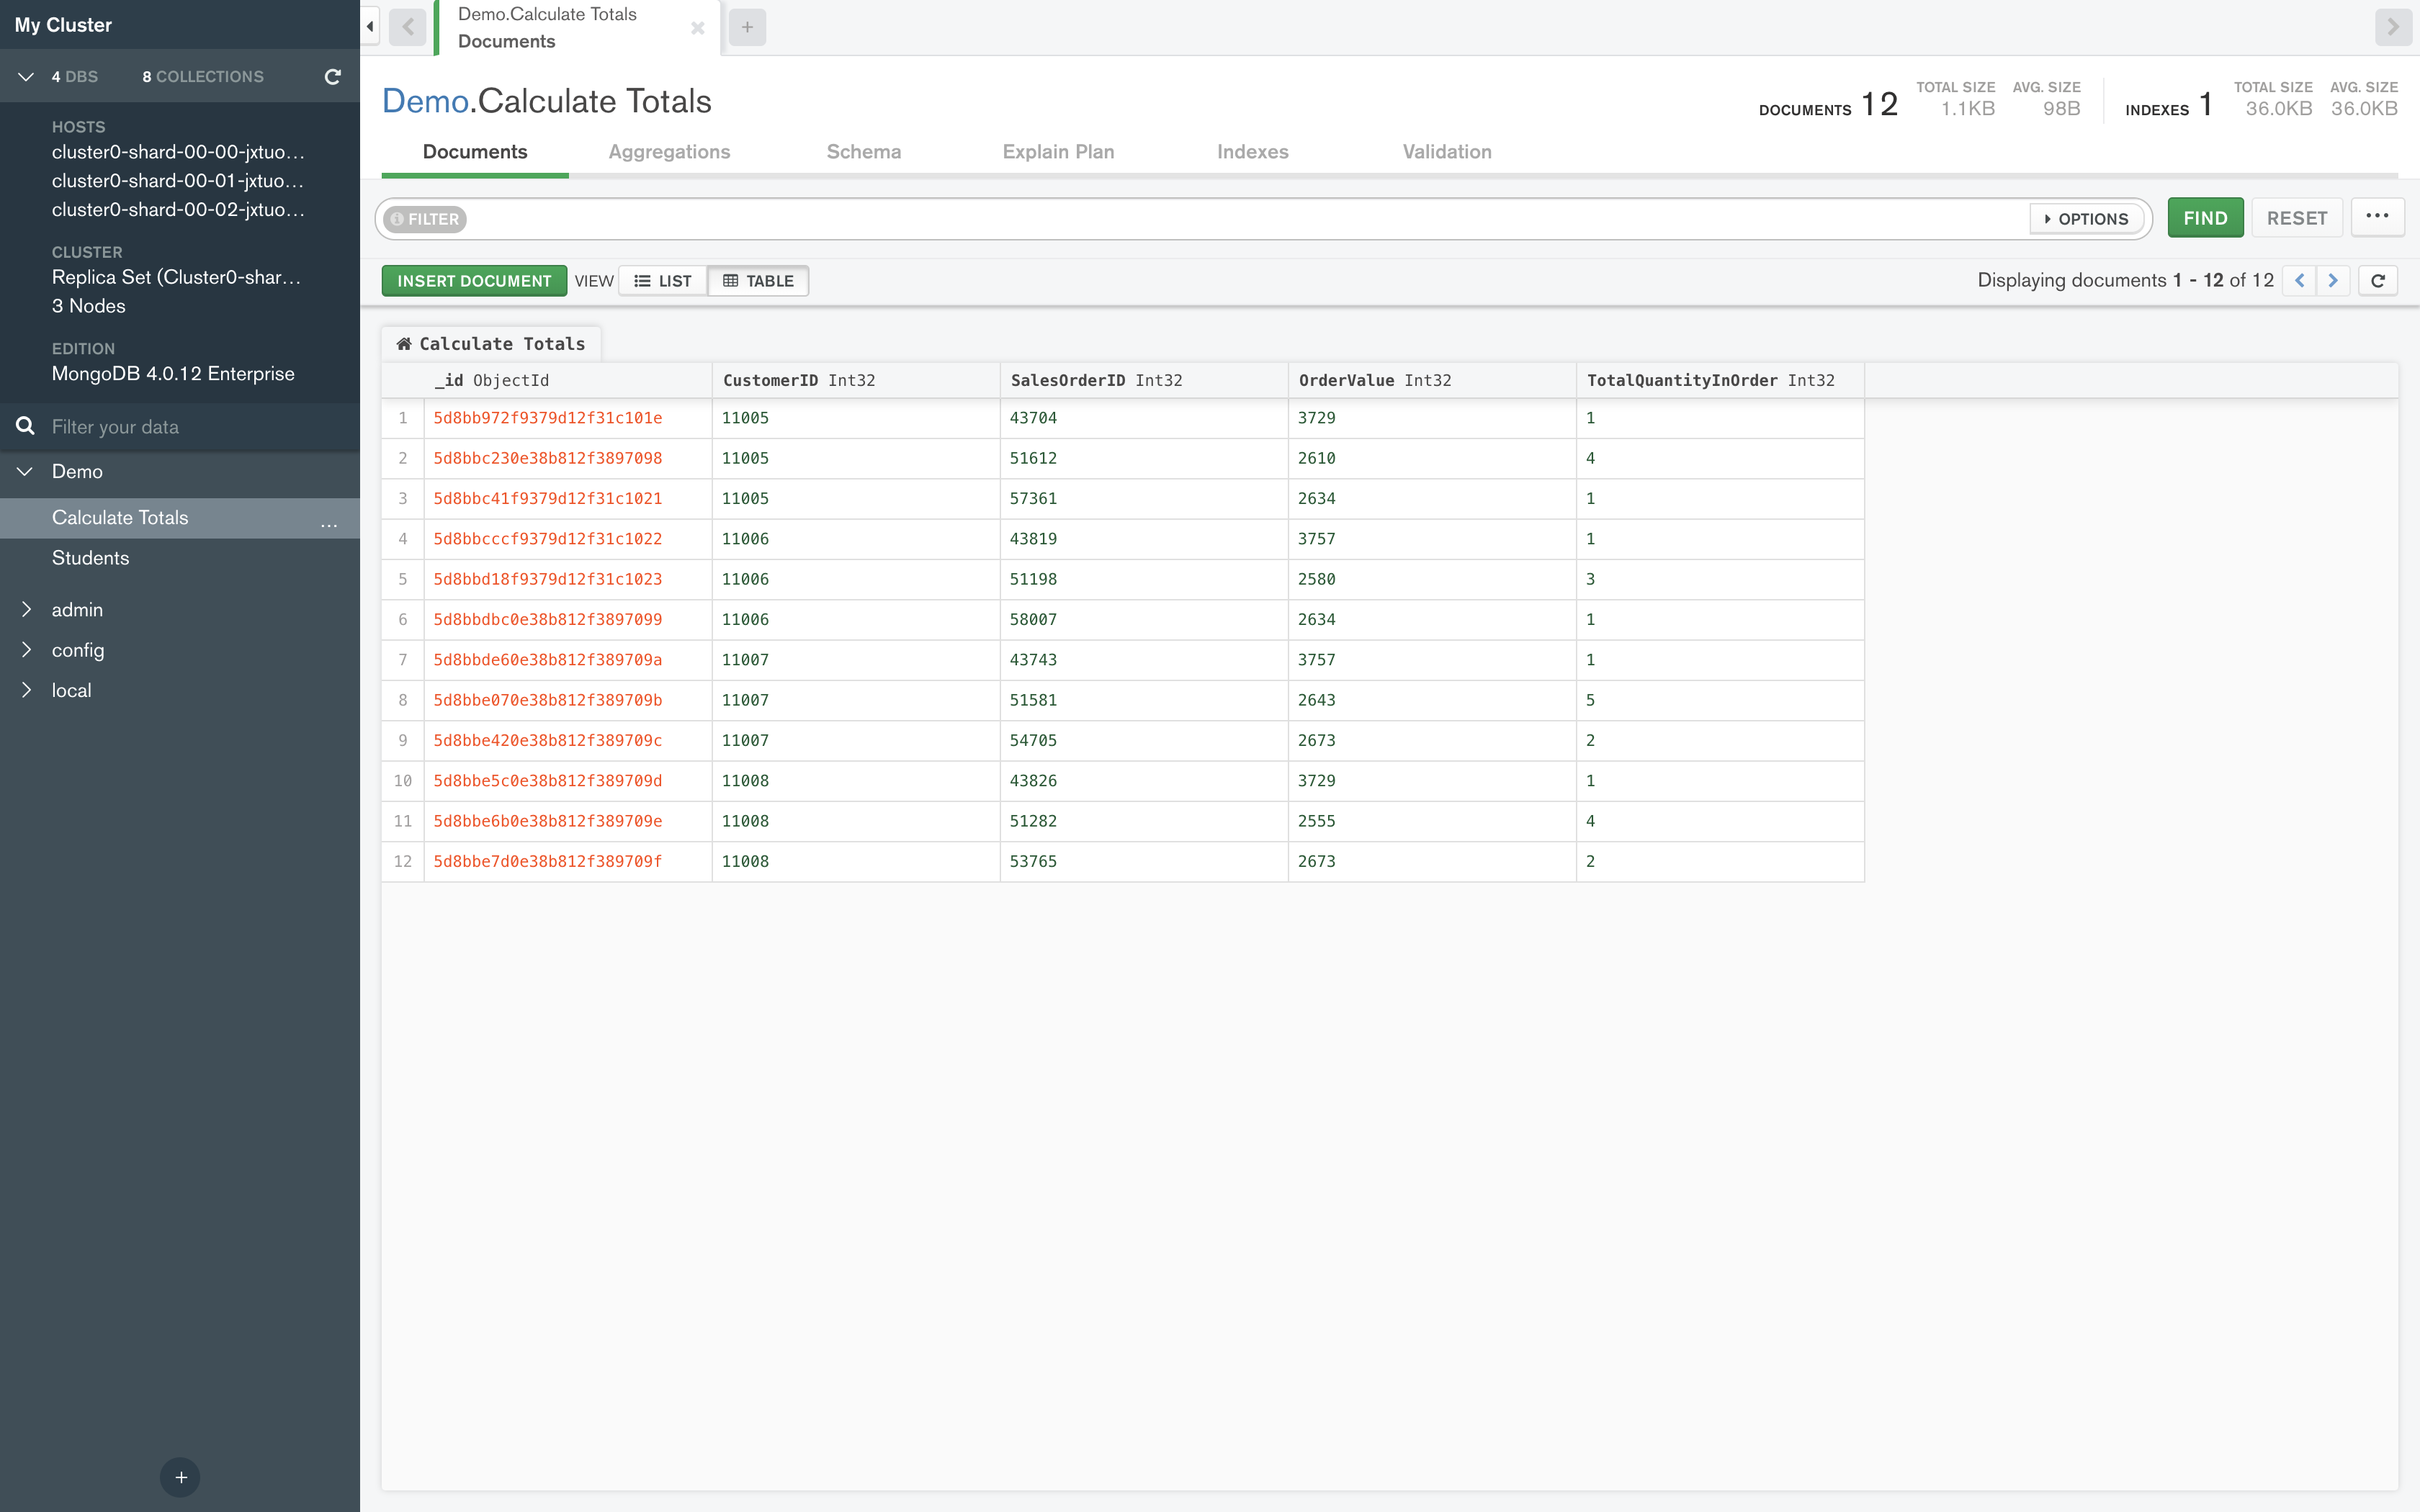 My Cluster
4 DBS 8 COLLECTIONS
HOSTS
cluster0-shard-00-00-jxtuo...
cluster0-shard-00-01-jxtuo...
cluster0-shard-00-02-jxtuo...
CLUSTER
Replica Set (Cluster0-shar...
3 Nodes
EDITION
MongoDB 4.0.12 Enterprise
Filter your data
Demo
Calculate Totals ...
Students
admin
config
local
+
Demo.Calculate Totals
Documents
+
Demo.Calculate Totals
DOCUMENTS 12 TOTAL SIZE 1.1KB AVG. SIZE 98B INDEXES 1 TOTAL SIZE 36.0KB AVG. SIZE 36.0KB
Documents Aggregations Schema Explain Plan Indexes Validation
FILTER OPTIONS FIND RESET ...
INSERT DOCUMENT VIEW LIST TABLE Displaying documents 1 - 12 of 12
Calculate Totals
_id ObjectId CustomerID Int32 SalesOrderID Int32 OrderValue Int32 TotalQuantityInOrder Int32
1 5d8bb972f9379d12f31c101e 11005 43704 3729 1
2 5d8bbc230e38b812f3897098 11005 51612 2610 4
3 5d8bbc41f9379d12f31c1021 11005 57361 2634 1
4 5d8bbcccf9379d12f31c1022 11006 43819 3757 1
5 5d8bbd18f9379d12f31c1023 11006 51198 2580 3
6 5d8bbdbc0e38b812f3897099 11006 58007 2634 1
7 5d8bbde60e38b812f389709a 11007 43743 3757 1
8 5d8bbe070e38b812f389709b 11007 51581 2643 5
9 5d8bbe420e38b812f389709c 11007 54705 2673 2
10 5d8bbe5c0e38b812f389709d 11008 43826 3729 1
11 5d8bbe6b0e38b812f389709e 11008 51282 2555 4
12 5d8bbe7d0e38b812f389709f 11008 53765 2673 2